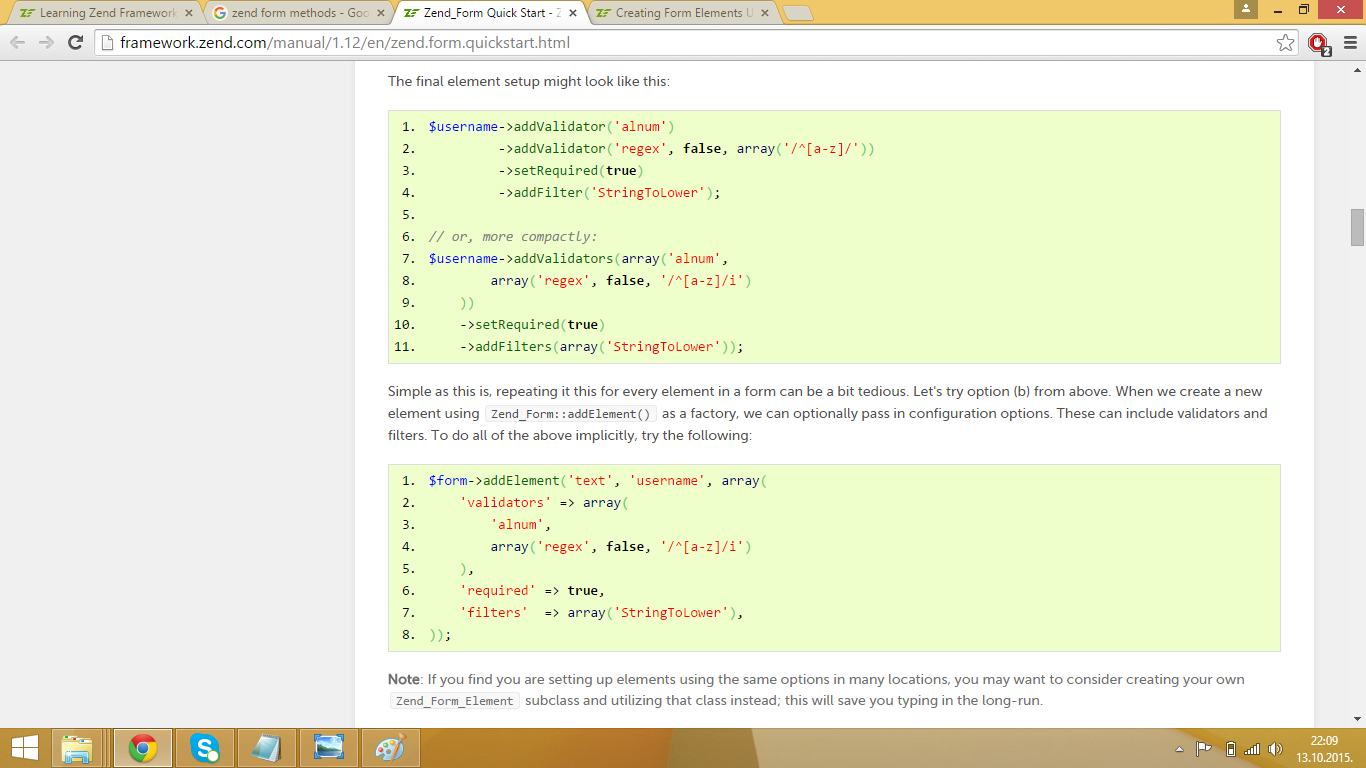 Learning Zend Framework
zend form methods - Goo
Zend_Form Quick Start - Z
Creating Form Elements U
framework.zend.com/manual/1.12/en/zend.form.quickstart.html
2
The final element setup might look like this:
1. $username->addValidator('alnum')
2. ->addValidator('regex', false, array('/^[a-z]/'))
3. ->setRequired(true)
4. ->addFilter('StringToLower');
5.
6. // or, more compactly:
7. $username->addValidators(array('alnum',
8. array('regex', false, '/^[a-z]/i')
9. ))
10. ->setRequired(true)
11. ->addFilters(array('StringToLower'));
Simple as this is, repeating it this for every element in a form can be a bit tedious. Let's try option (b) from above. When we create a new
element using Zend_Form::addElement() as a factory, we can optionally pass in configuration options. These can include validators and
filters. To do all of the above implicitly, try the following:
1. $form->addElement('text', 'username', array(
2. 'validators' => array(
3. 'alnum',
4. array('regex', false, '/^[a-z]/i')
5. ),
6. 'required' => true,
7. 'filters' => array('StringToLower'),
8. ));
Note: If you find you are setting up elements using the same options in many locations, you may want to consider creating your own
Zend_Form_Element subclass and utilizing that class instead; this will save you typing in the long-run.
22:09
13.10.2015.